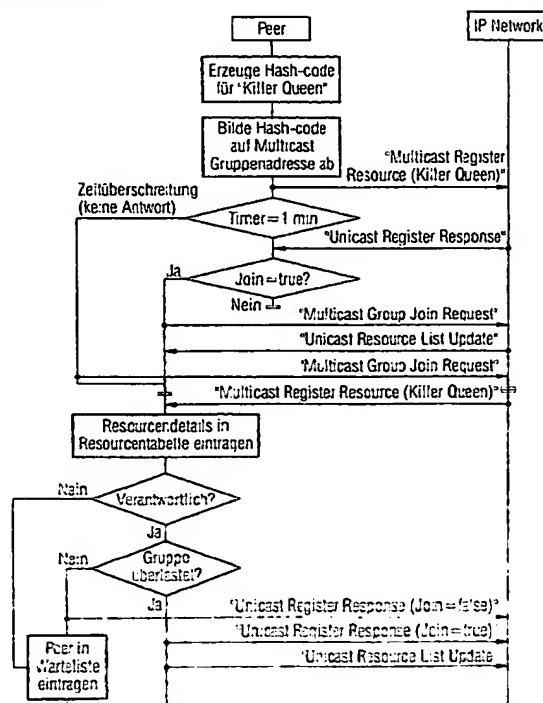 Peer
IP Network
Erzeuge Hash-code
für "Killer Queen"
Bilde Hash-code
auf Multicast
Gruppenadresse ab
"Multicast Register
Resource (Killer Queen)"
Zeitüberschreitung
(keine Antwort)
Timer=1 min
"Unicast Register Response"
Ja
Join=true?
Nein
"Multicast Group Join Request"
"Unicast Resource List Update"
"Multicast Group Join Request"
"Multicast Register Resource (Killer Queen)"
Resourcendetails in
Resourcentabelle eintragen
Nein
Verantwortlich?
Ja
Nein
Gruppe
überlastet?
Ja
"Unicast Register Response (Join=false)"
"Unicast Register Response (Join=true)
"Unicast Resource List Update
Peer in
Warteliste
eintragen